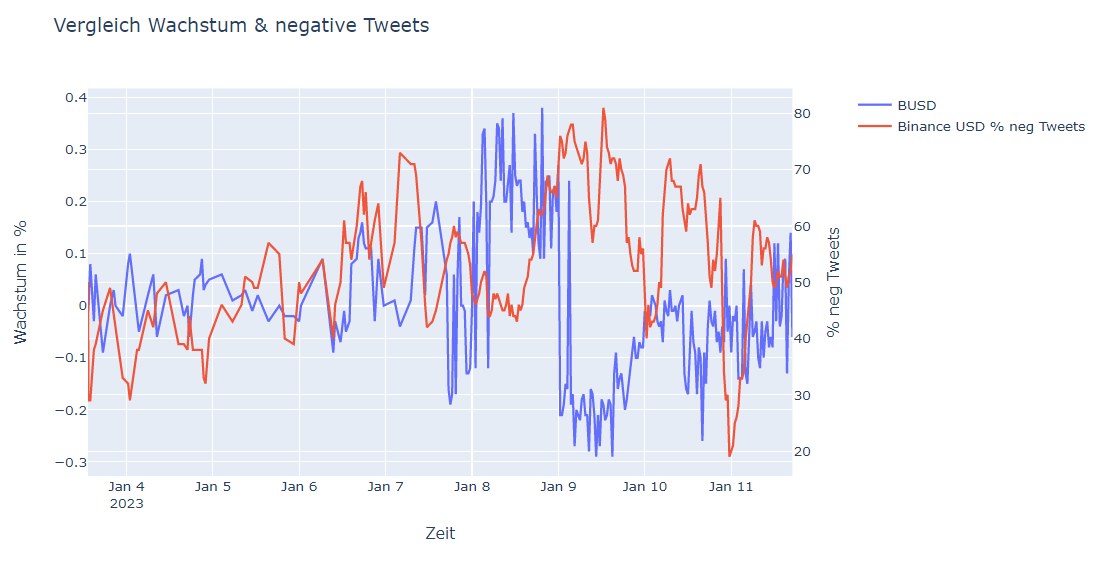 Vergleich Wachstum & negative Tweets
BUSD
Binance USD % neg Tweets
Wachstum in %
0.4
0.3
0.2
0.1
0
−0.1
−0.2
−0.3
80
70
60
50
40
30
20
% neg Tweets
Jan 4
2023
Jan 5
Jan 6
Jan 7
Jan 8
Jan 9
Jan 10
Jan 11
Zeit